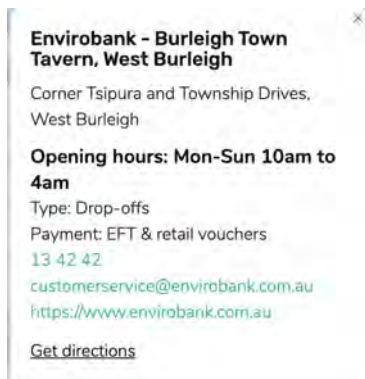 Envirobank - Burleigh Town
Tavern, West Burleigh
Corner Tsipura and Township Drives,
West Burleigh
Opening hours: Mon-Sun 10am to
4am
Type: Drop-offs
Payment: EFT & retail vouchers
13 42 42
customerservice@envirobank.com.au
https://www.envirobank.com.au
Get directions